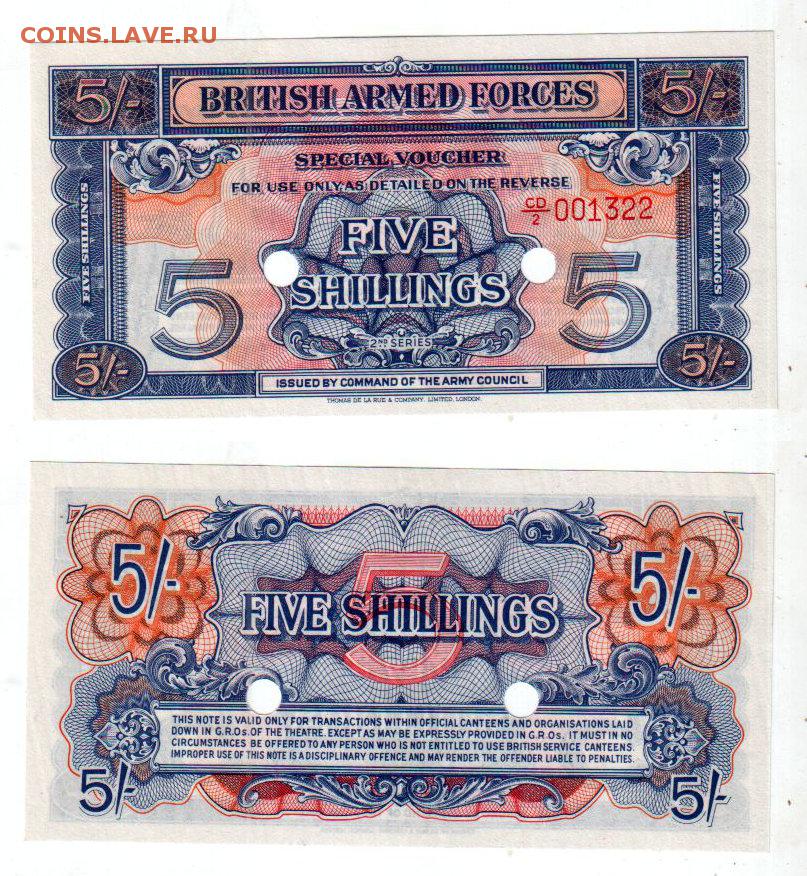 COINS.LAVE.RU
5/- BRITISH ARMED FORCES 5/-
SPECIAL VOUCHER
FOR USE ONLY AS DETAILED ON THE REVERSE
CD/2 001322
FIVE SHILLINGS
FIVE SHILLINGS
5 FIVE 5
SHILLINGS
2ND SERIES
5/- 5/-
ISSUED BY COMMAND OF THE ARMY COUNCIL
THOMAS DE LA RUE & COMPANY, LIMITED, LONDON.
5/- 5 5/-
FIVE SHILLINGS
THIS NOTE IS VALID ONLY FOR TRANSACTIONS WITHIN OFFICIAL CANTEENS AND ORGANISATIONS LAID
DOWN IN G.R.Os. OF THE THEATRE. EXCEPT AS MAY BE EXPRESSLY PROVIDED IN G.R.Os. IT MUST IN NO
CIRCUMSTANCES BE OFFERED TO ANY PERSON WHO IS NOT ENTITLED TO USE BRITISH SERVICE CANTEENS.
IMPROPER USE OF THIS NOTE IS A DISCIPLINARY OFFENCE AND MAY RENDER THE OFFENDER LIABLE TO PENALTIES.
5/- 5/-